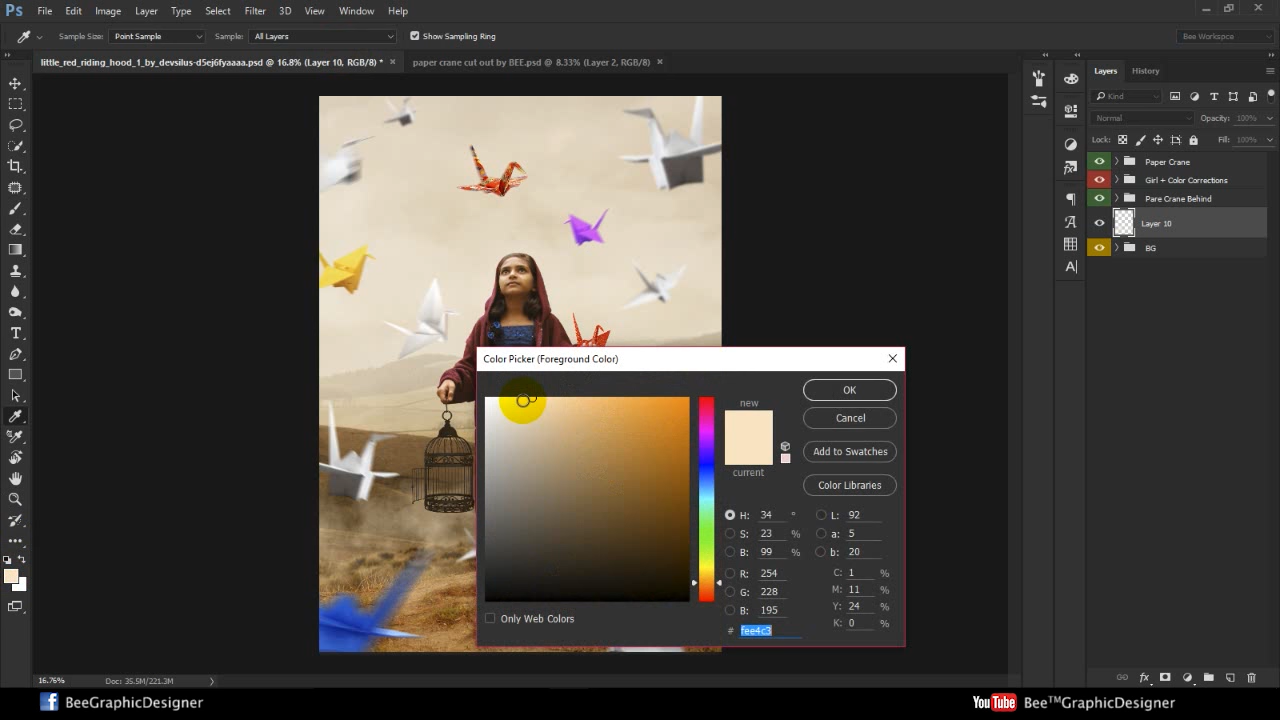 Ps File Edit Image Layer Type Select Filter 3D View Window Help
Sample Size: Point Sample Sample: All Layers Show Sampling Ring Bee Workspce
little_red_riding_hood_1_by_devsilus-d5ej6fyaaaa.psd @ 16.8% (Layer 10, RGB/8) * × paper crane cut out by BEE.psd @ 8.33% (Layer 2, RGB/8) ×
Layers History
Kind
Normal Opacity: 100%
Lock: Fill: 100%
Paper Crane
Girl + Color Corrections
Pare Crane Behind
Layer 10
BG
Color Picker (Foreground Color)
new
current
OK
Cancel
Add to Swatches
Color Libraries
H: 34 °
S: 23 %
B: 99 %
R: 254
G: 228
B: 195
# fee4c3
L: 92
a: 5
b: 20
C: 1 %
M: 11 %
Y: 24 %
K: 0 %
Only Web Colors
16.76% Doc: 35.5M/221.3M
BeeGraphicDesigner
YouTube Bee™GraphicDesigner